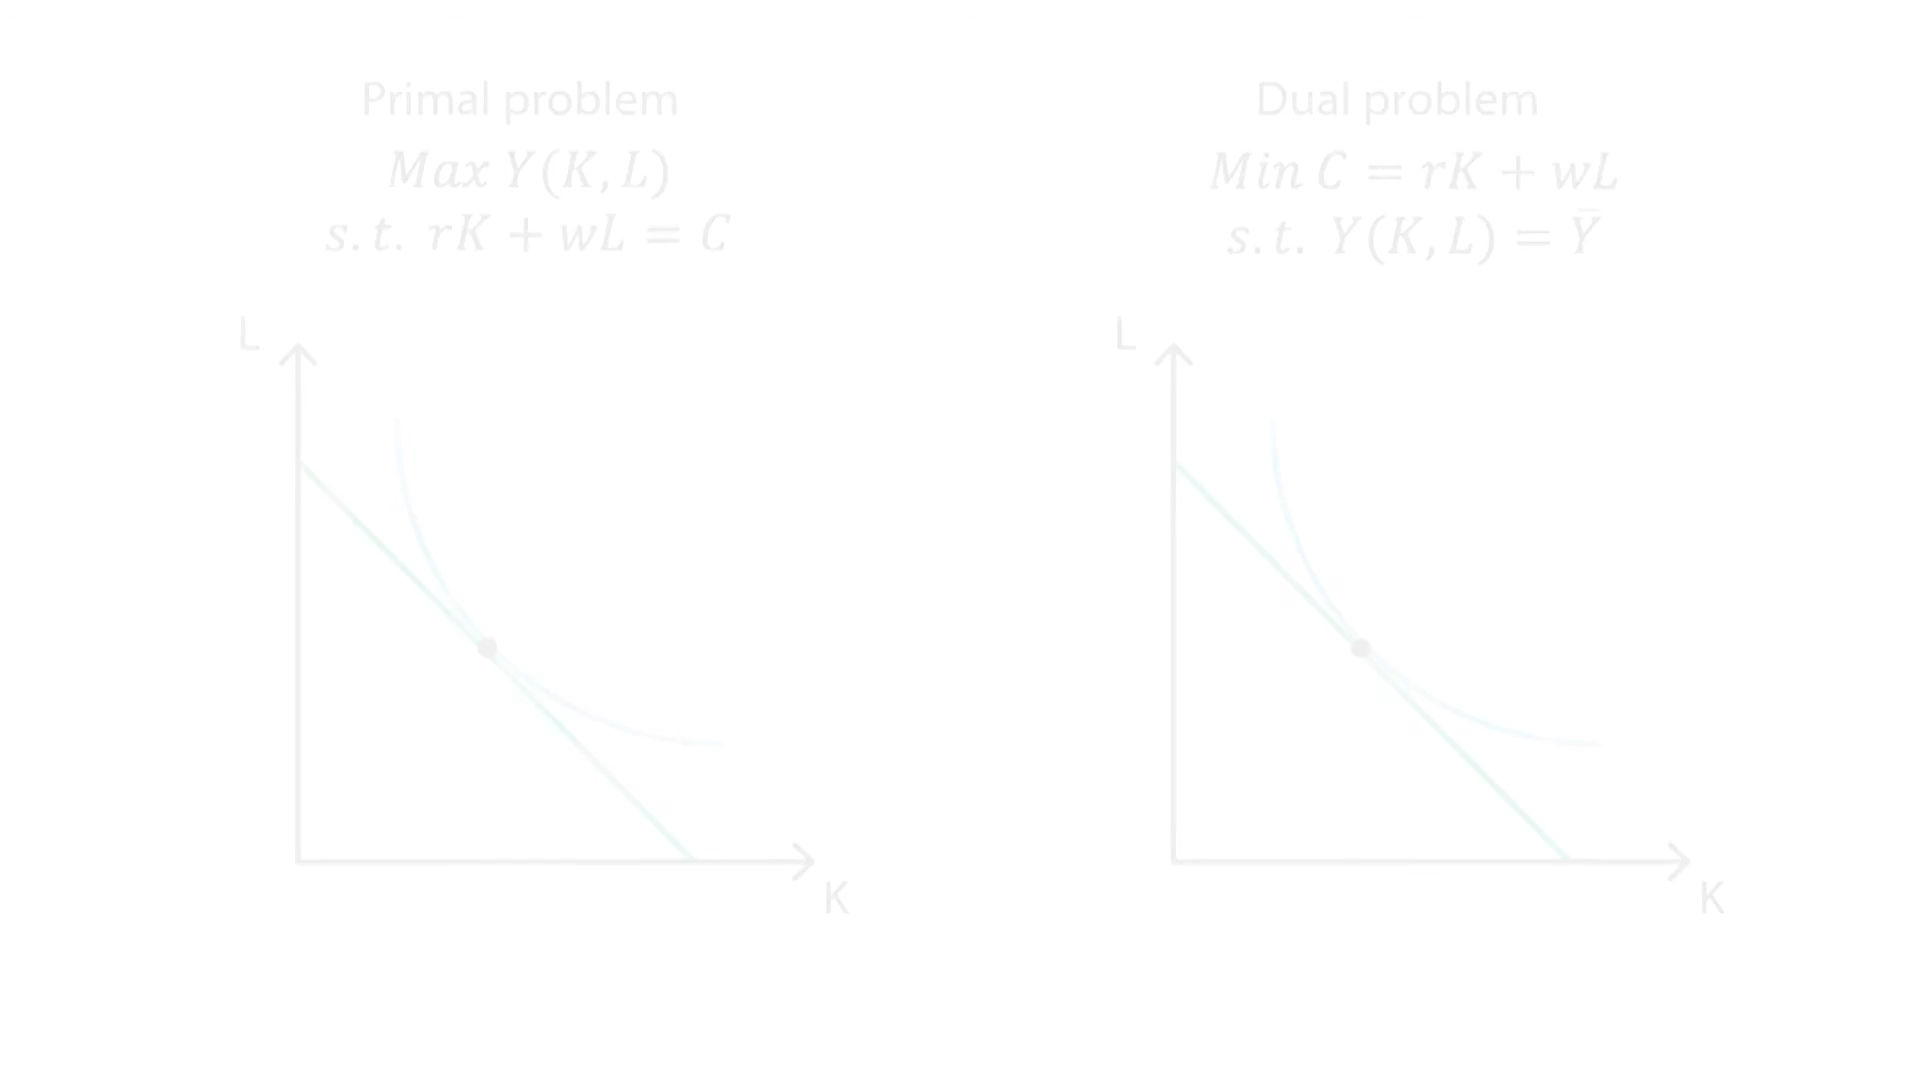 Primal problem
Max Y(K, L)
s.t. rK + wL = C
L
K
Dual problem
Min C = rK + wL
s.t. Y(K, L) = Ȳ
L
K